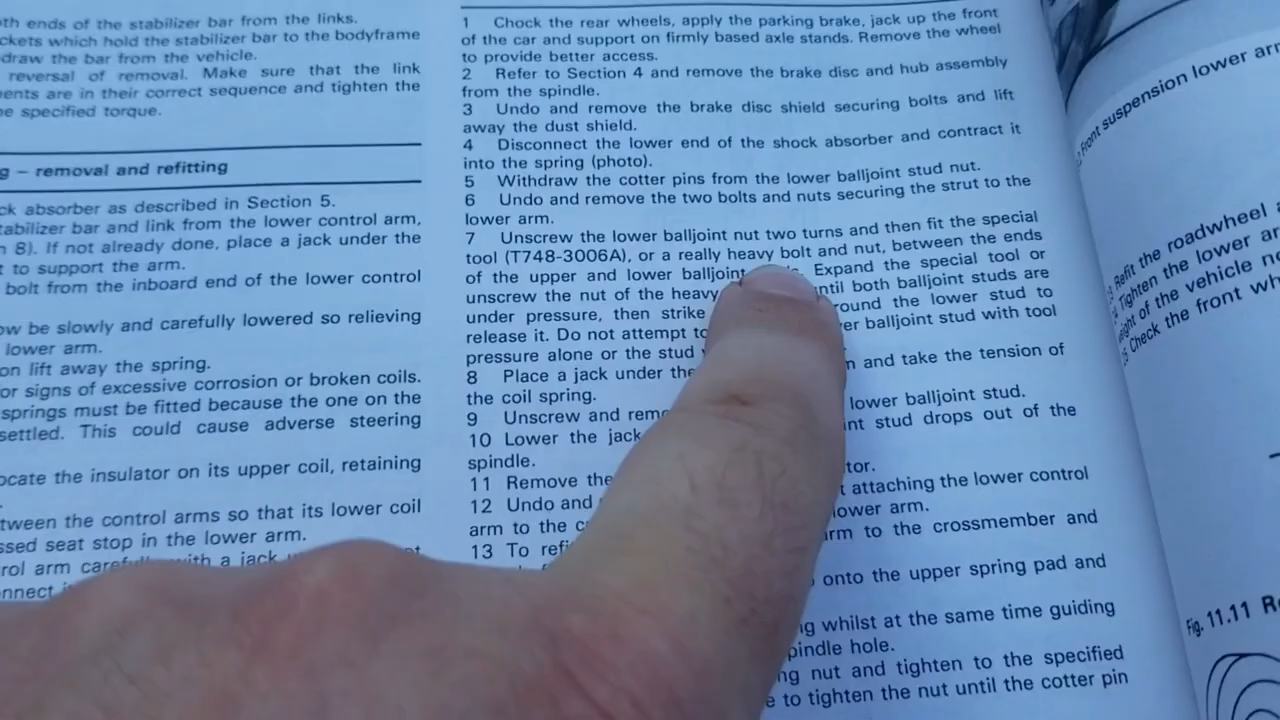 th ends of the stabilizer bar from the links.
ckets which hold the stabilizer bar to the bodyframe
draw the bar from the vehicle.
reversal of removal. Make sure that the link
ents are in their correct sequence and tighten the
e specified torque.
g – removal and refitting
ck absorber as described in Section 5.
tabilizer bar and link from the lower control arm,
n 8). If not already done, place a jack under the
t to support the arm.
bolt from the inboard end of the lower control
ow be slowly and carefully lowered so relieving
lower arm.
on lift away the spring.
or signs of excessive corrosion or broken coils.
springs must be fitted because the one on the
settled. This could cause adverse steering
ocate the insulator on its upper coil, retaining
tween the control arms so that its lower coil
ssed seat stop in the lower arm.
rol arm with a jack
1 Chock the rear wheels, apply the parking brake, jack up the front
of the car and support on firmly based axle stands. Remove the wheel
to provide better access.
2 Refer to Section 4 and remove the brake disc and hub assembly
from the spindle.
3 Undo and remove the brake disc shield securing bolts and lift
away the dust shield.
4 Disconnect the lower end of the shock absorber and contract it
into the spring (photo).
5 Withdraw the cotter pins from the lower balljoint stud nut.
6 Undo and remove the two bolts and nuts securing the strut to the
lower arm.
7 Unscrew the lower balljoint nut two turns and then fit the special
tool (T748-3006A), or a really heavy bolt and nut, between the ends
of the upper and lower balljoint Expand the special tool or
unscrew the nut of the heavy until both balljoint studs are
under pressure, then strike round the lower stud to
release it. Do not attempt to er balljoint stud with tool
pressure alone or the stud
8 Place a jack under the and take the tension of
the coil spring.
9 Unscrew and lower balljoint stud.
10 Lower the jack int stud drops out of the
spindle.
11 Remove the tor.
12 Undo and attaching the lower control
arm to the lower arm.
13 To arm to the crossmember and
onto the upper spring pad and
whilst at the same time guiding
pindle hole.
ng nut and tighten to the specified
e to tighten the nut until the cotter pin
Front suspension lower arm
Refit the roadwheel
Tighten the lower
of the vehicle
Check the front
Fig. 11.11